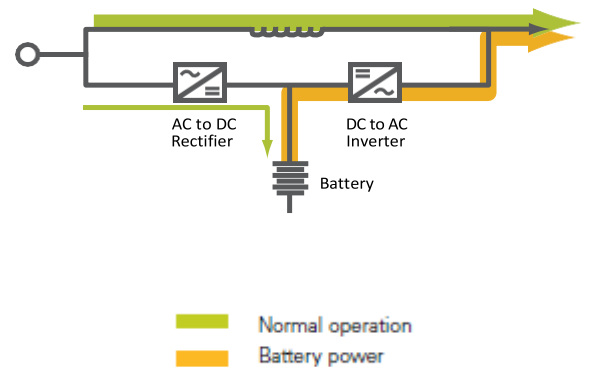 AC to DC
Rectifier
DC to AC
Inverter
Battery
Normal operation
Battery power